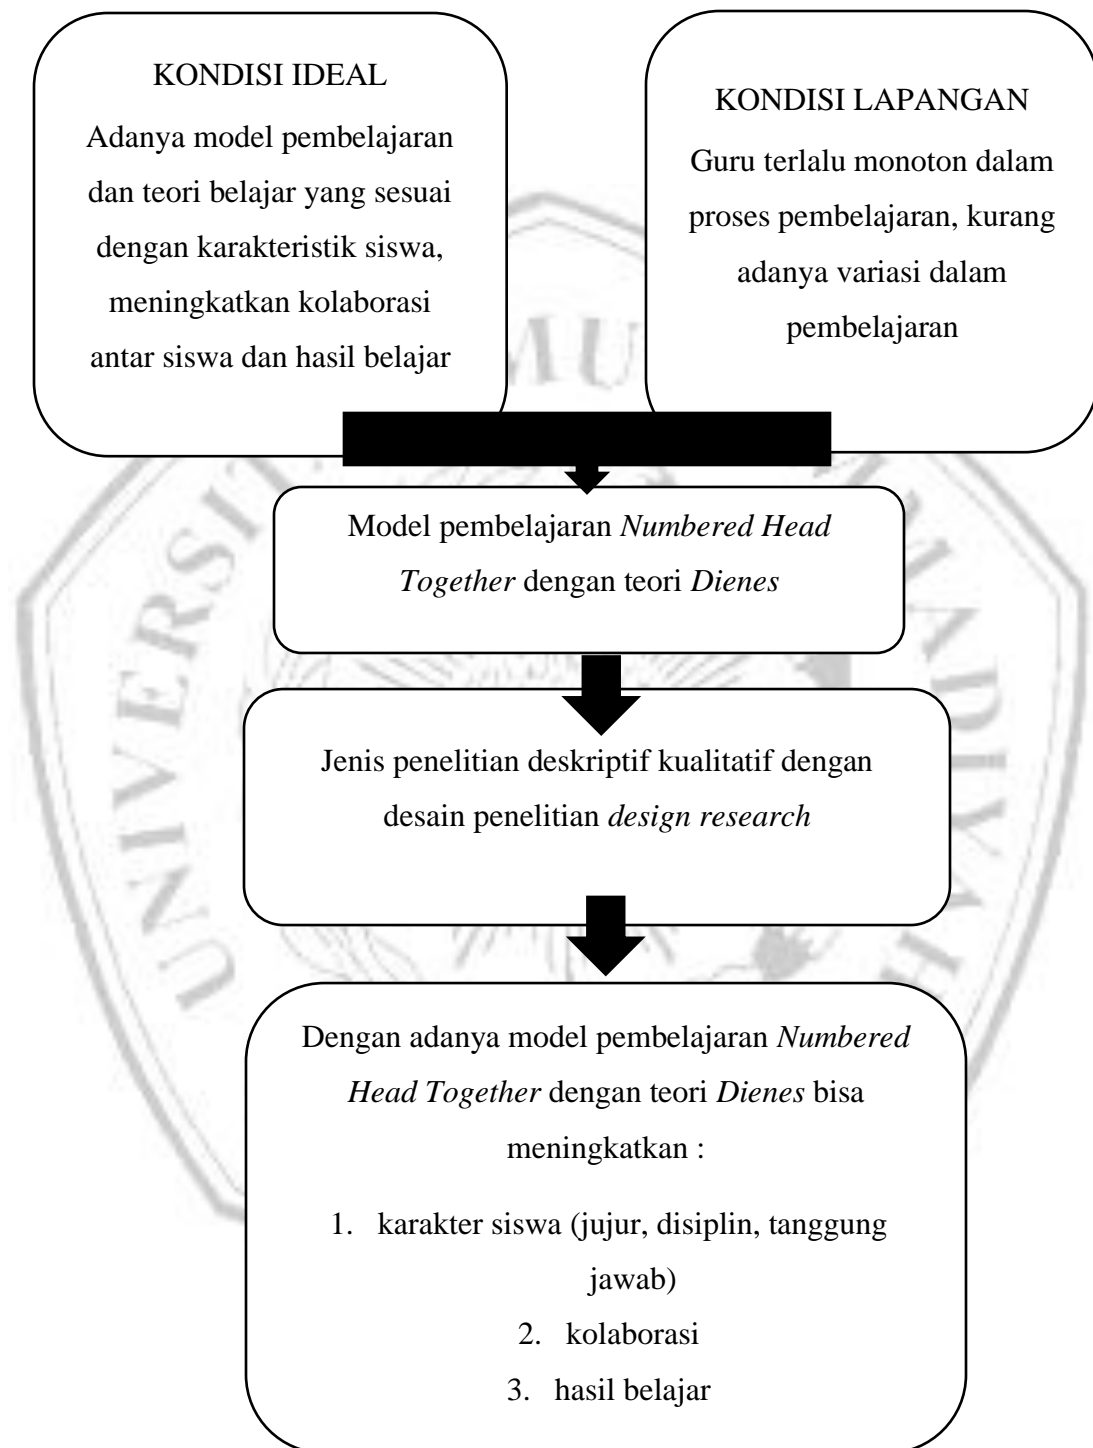 KONDISI IDEAL
Adanya model pembelajaran
dan teori belajar yang sesuai
dengan karakteristik siswa,
meningkatkan kolaborasi
antar siswa dan hasil belajar
KONDISI LAPANGAN
Guru terlalu monoton dalam
proses pembelajaran, kurang
adanya variasi dalam
pembelajaran
Model pembelajaran Numbered Head
Together dengan teori Dienes
Jenis penelitian deskriptif kualitatif dengan
desain penelitian design research
Dengan adanya model pembelajaran Numbered
Head Together dengan teori Dienes bisa
meningkatkan :
1. karakter siswa (jujur, disiplin, tanggung
jawab)
2. kolaborasi
3. hasil belajar